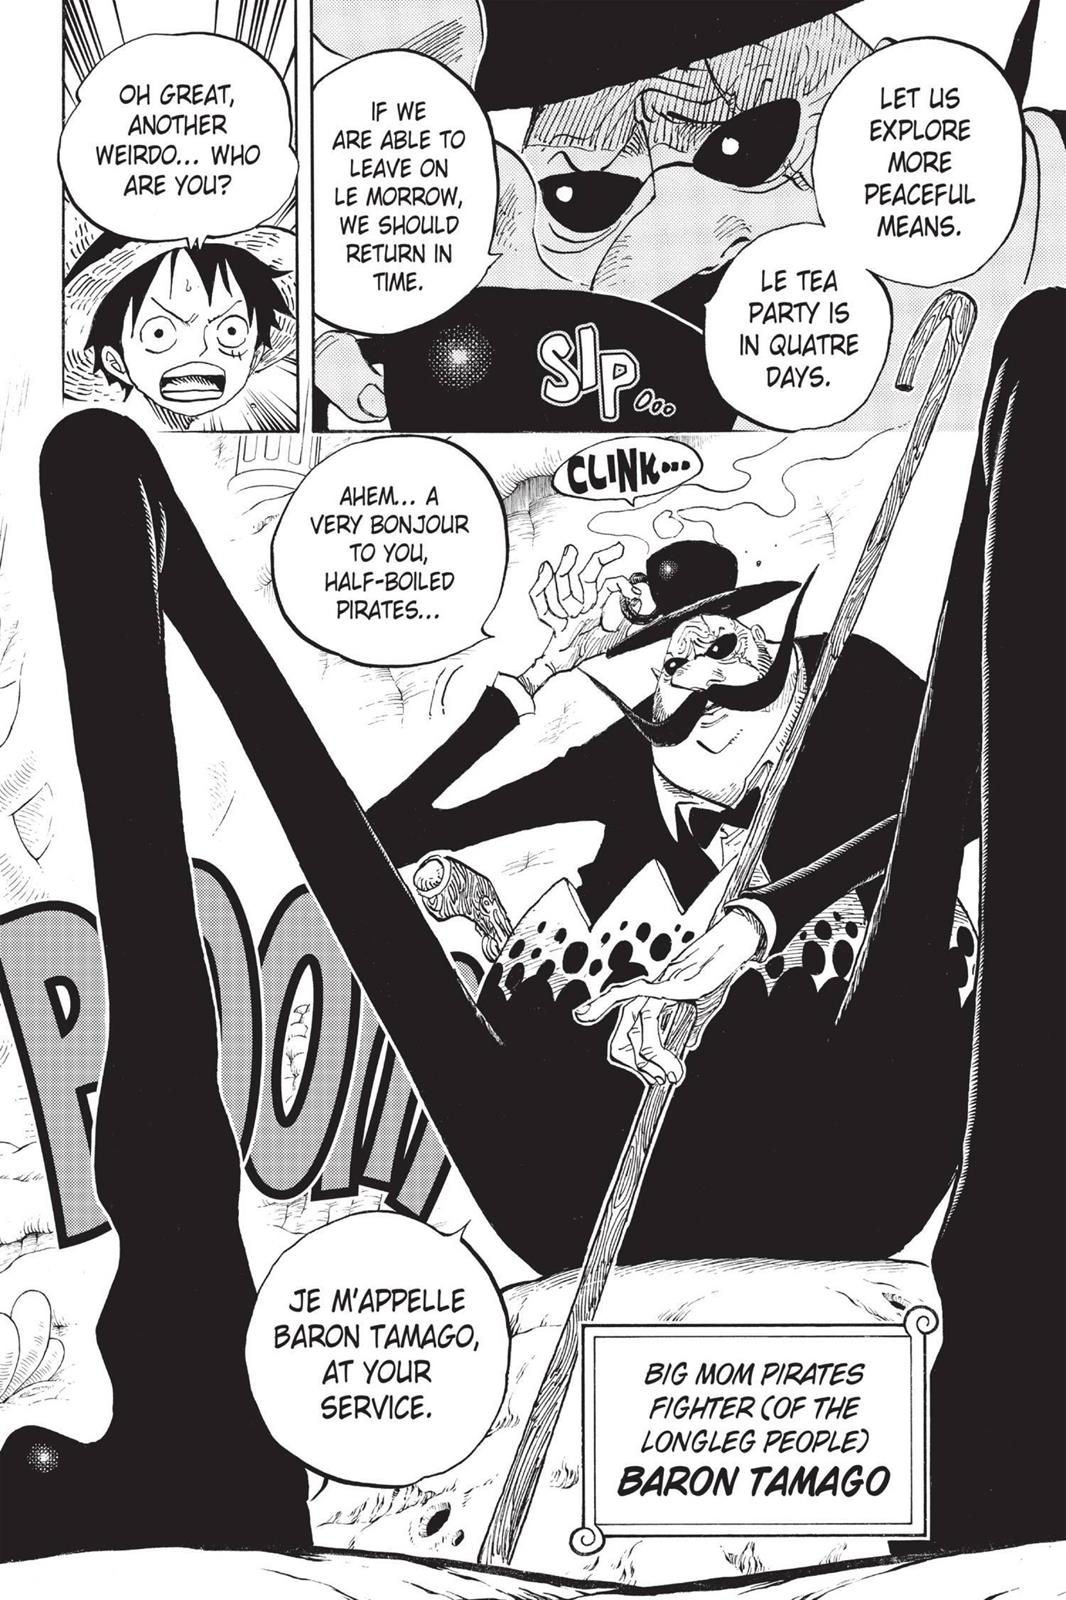 LET US
EXPLORE
MORE
PEACEFUL
MEANS.
LE TEA
PARTY IS
IN QUATRE
DAYS.
IF WE
ARE ABLE TO
LEAVE ON
LE MORROW,
WE SHOULD
RETURN IN
TIME.
SIP...
OH GREAT,
ANOTHER
WEIRDO... WHO
ARE YOU?
CLINK...
AHEM... A
VERY BONJOUR
TO YOU,
HALF-BOILED
PIRATES...
DOOM
JE M'APPELLE
BARON TAMAGO,
AT YOUR
SERVICE.
BIG MOM PIRATES
FIGHTER (OF THE
LONGLEG PEOPLE)
BARON TAMAGO